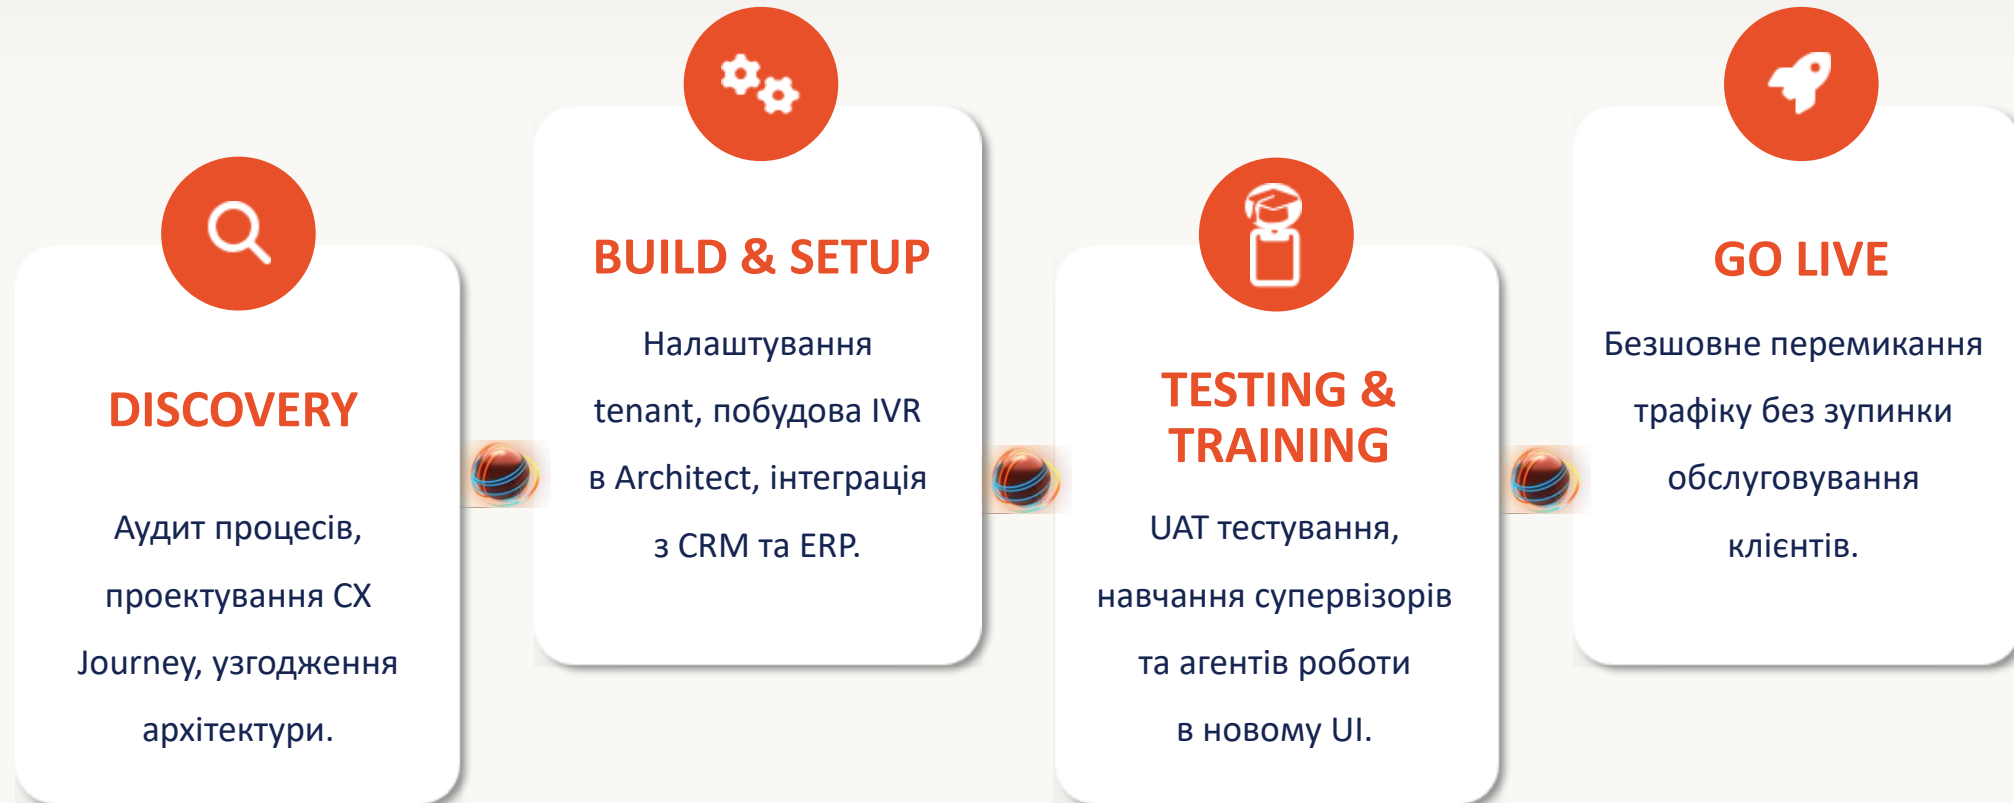 DISCOVERY
Аудит процесів,
проектування CX
Journey, узгодження
архітектури.
BUILD & SETUP
Налаштування
tenant, побудова IVR
в Architect, інтеграція
з CRM та ERP.
TESTING &
TRAINING
UAT тестування,
навчання супервізорів
та агентів роботи
в новому UI.
GO LIVE
Безшовне перемикання
трафіку без зупинки
обслуговування
клієнтів.